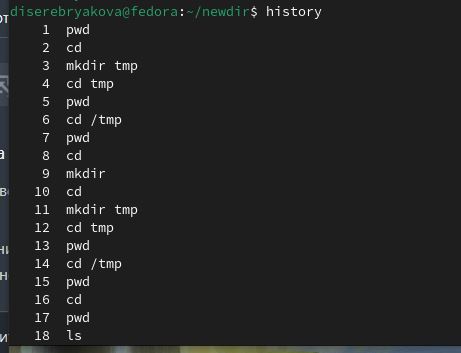 diserebryakova@fedora:~/newdir$ history
1 pwd
2 cd
3 mkdir tmp
4 cd tmp
5 pwd
6 cd /tmp
7 pwd
8 cd
9 mkdir
10 cd
11 mkdir tmp
12 cd tmp
13 pwd
14 cd /tmp
15 pwd
16 cd
17 pwd
18 ls